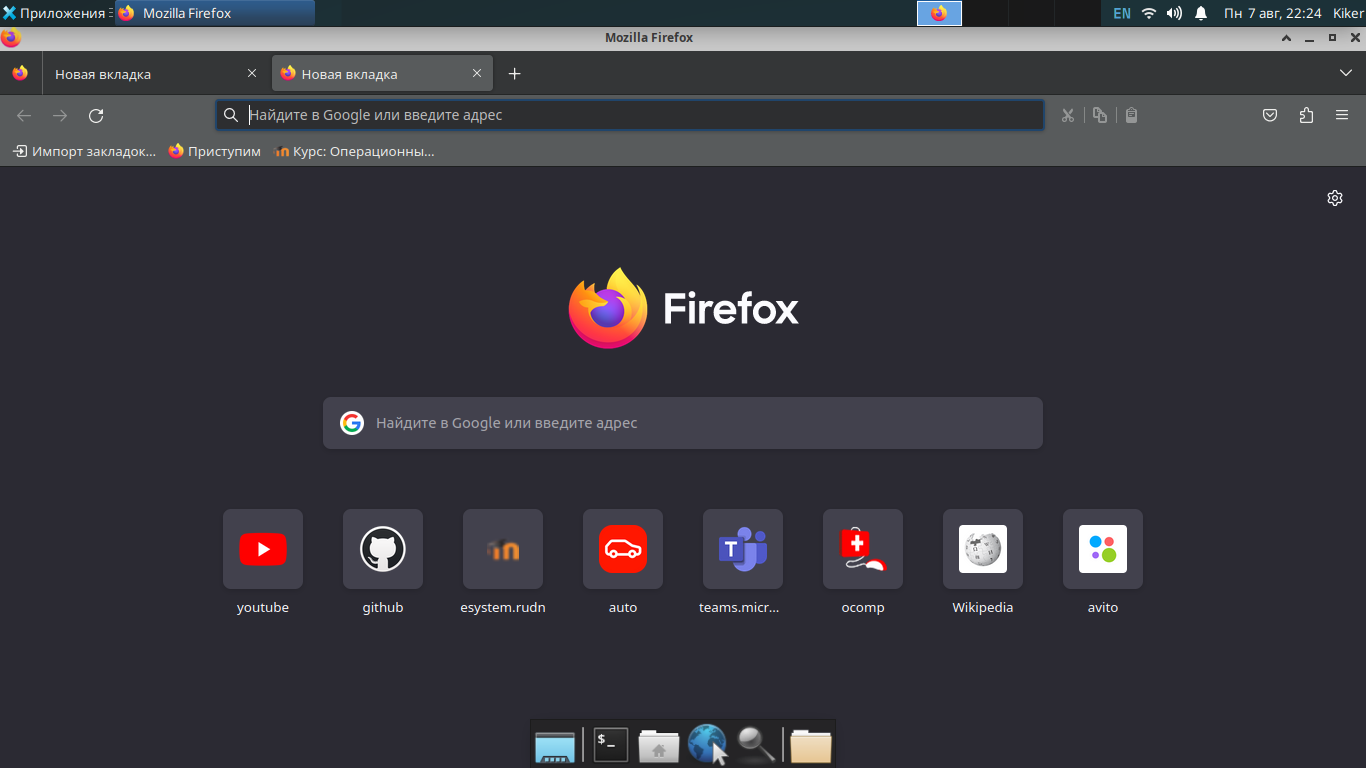 Приложения Mozilla Firefox EN Пн 7 авг, 22:24 Kiker
Mozilla Firefox
Новая вкладка Новая вкладка
Найдите в Google или введите адрес
Импорт закладок... Приступим Курс: Операционны...
Firefox
Найдите в Google или введите адрес
youtube github esystem.rudn auto teams.micr... ocomp Wikipedia avito
$_